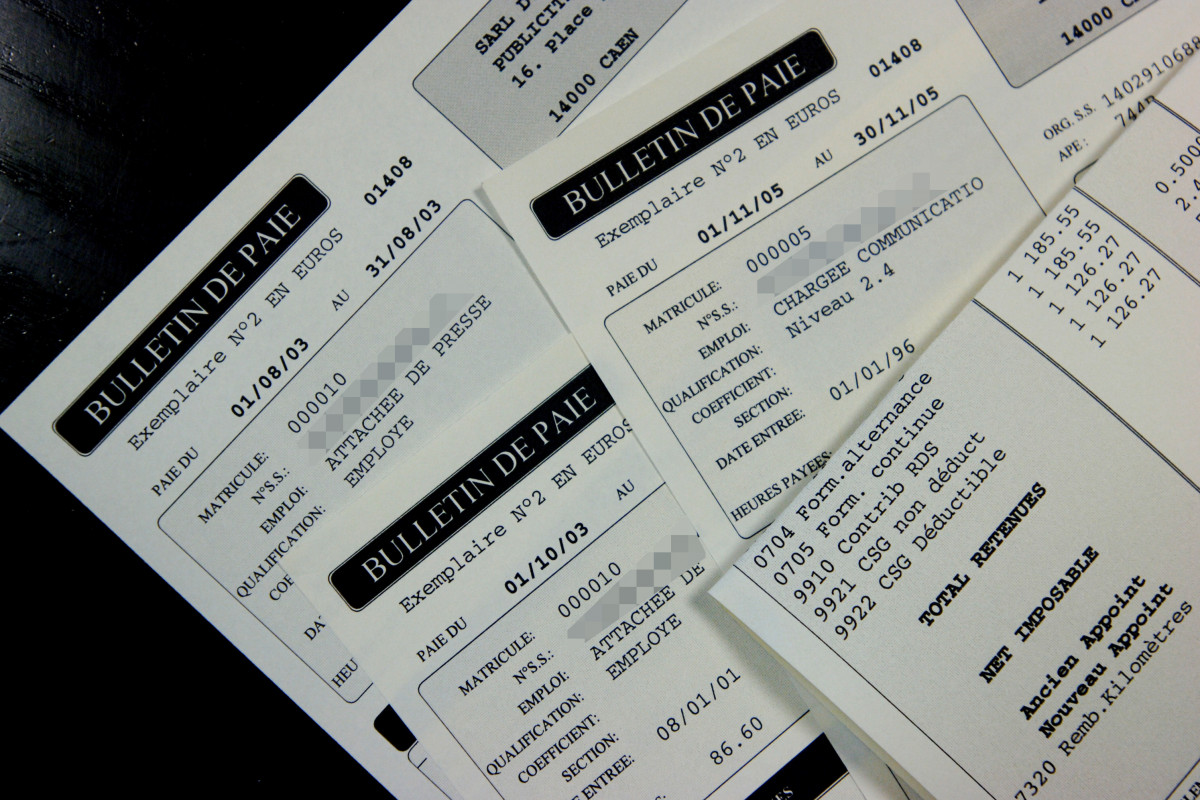 SARL D
PUBLICIT
16. Place
14000 CAEN
BULLETIN DE PAIE
01408
Exemplaire N°2 EN EUROS
PAIE DU 01/08/03 AU 31/08/03
MATRICULE: 000010
N°S.S.:
EMPLOI: ATTACHEE DE PRESSE
QUALIFICATION: EMPLOYE
BULLETIN DE PAIE
Exemplaire N°2 EN EUROS
PAIE DU 01/10/03 AU
MATRICULE: 000010
N°S.S.:
EMPLOI: ATTACHEE DE
QUALIFICATION: EMPLOYE
COEFFICIENT:
SECTION:
E ENTREE: 08/01/01
86.60
14000 CAEN
BULLETIN DE PAIE
01408
Exemplaire N°2 EN EUROS
PAIE DU 01/11/05 AU 30/11/05
ORG. S.S. 1402910688
APE:
MATRICULE: 000005
N°S.S.:
EMPLOI: CHARGEE COMMUNICATIO
QUALIFICATION: Niveau 2.4
COEFFICIENT:
SECTION:
DATE ENTREE: 01/01/96
HEURES PAYEES:
1 185.55
1 185.55
1 126.27
1 126.27
1 126.27
0704 Form.alternance
0705 Form. continue
9910 Contrib RDS
9921 CSG non déduct
9922 CSG Déductible
TOTAL RETENUES
NET IMPOSABLE
Ancien Appoint
Nouveau Appoint
7320 Remb.Kilomètres